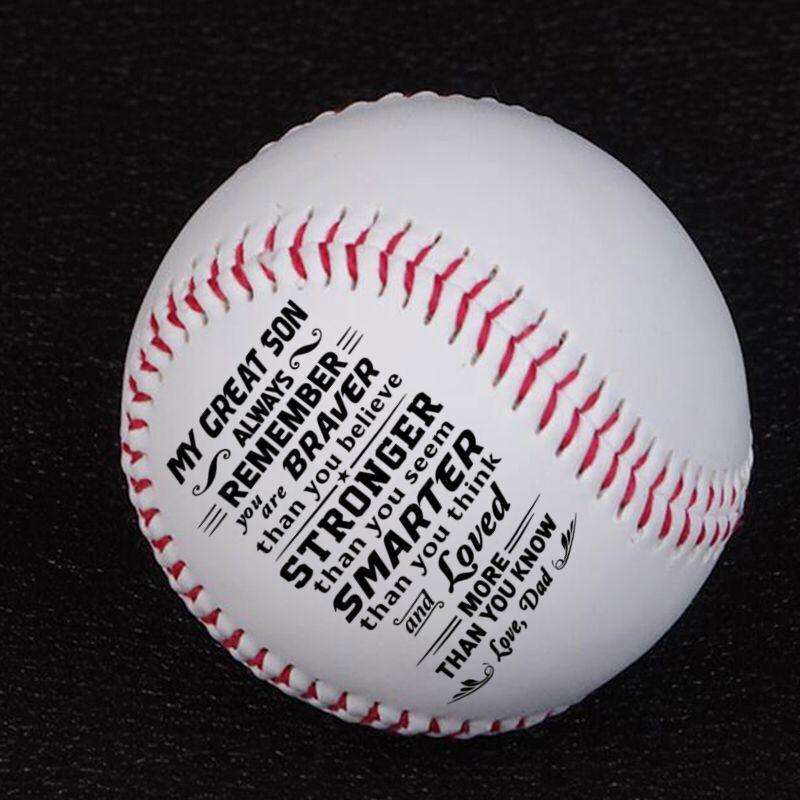 MY GREAT SON
ALWAYS
REMEMBER
you are BRAVER
than you believe
STRONGER
than you seem
SMARTER
than you think
and Loved
MORE
THAN YOU KNOW
Love, Dad